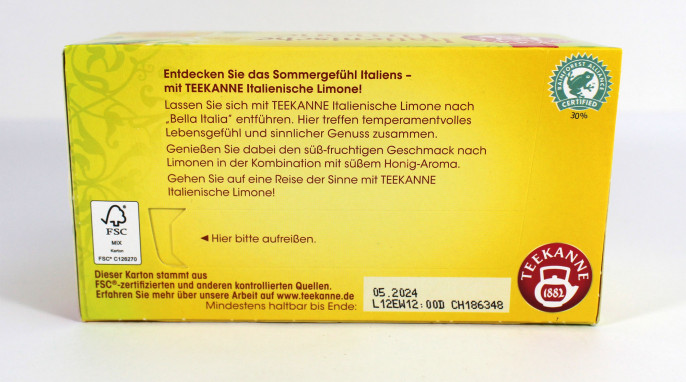 Entdecken Sie das Sommergefühl Italiens –
mit TEEKANNE Italienische Limone!
Lassen Sie sich mit TEEKANNE Italienische Limone nach
„Bella Italia“ entführen. Hier treffen temperamentvolles
Lebensgefühl und sinnlicher Genuss zusammen.
Genießen Sie dabei den süß-fruchtigen Geschmack nach
Limonen in der Kombination mit süßem Honig-Aroma.
Gehen Sie auf eine Reise der Sinne mit TEEKANNE
Italienische Limone!
RAINFOREST ALLIANCE
CERTIFIED
30%
FSC
MIX
Karton
FSC® C126270
◄ Hier bitte aufreißen.
Dieser Karton stammt aus
FSC®-zertifizierten und anderen kontrollierten Quellen.
Erfahren Sie mehr über unsere Arbeit auf www.teekanne.de
Mindestens haltbar bis Ende:
05.2024
L12EW12:00D CH186348
TEEKANNE
1882